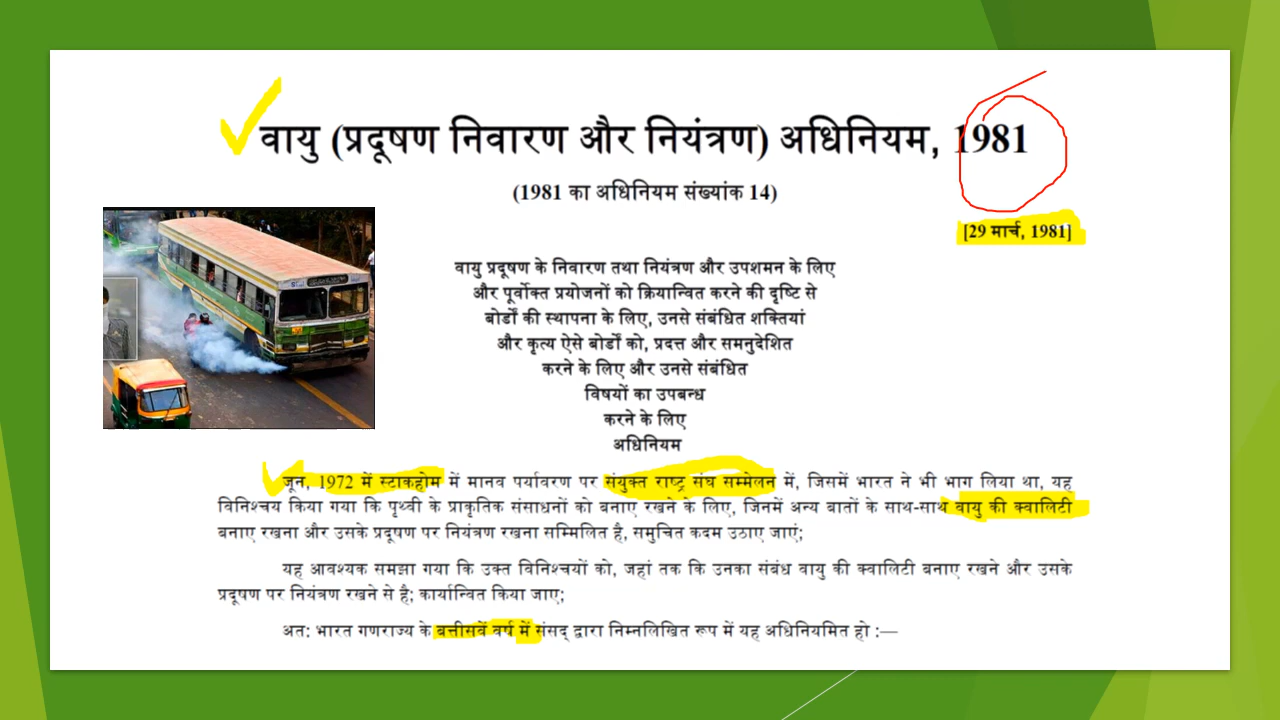 वायु (प्रदूषण निवारण और नियंत्रण) अधिनियम, 1981
(1981 का अधिनियम संख्यांक 14)
[29 मार्च, 1981]
वायु प्रदूषण के निवारण तथा नियंत्रण और उपशमन के लिए
और पूर्वोक्त प्रयोजनों को क्रियान्वित करने की दृष्टि से
बोर्डों की स्थापना के लिए, उनसे संबंधित शक्तियां
और कृत्य ऐसे बोर्डों को, प्रदत्त और समनुदेशित
करने के लिए और उनसे संबंधित
विषयों का उपबन्ध
करने के लिए
अधिनियम
जून, 1972 में स्टाकहोम में मानव पर्यावरण पर संयुक्त राष्ट्र संघ सम्मेलन में, जिसमें भारत ने भी भाग लिया था, यह
विनिश्चय किया गया कि पृथ्वी के प्राकृतिक संसाधनों को बनाए रखने के लिए, जिनमें अन्य बातों के साथ-साथ वायु की क्वालिटी
बनाए रखना और उसके प्रदूषण पर नियंत्रण रखना सम्मिलित है, समुचित कदम उठाए जाएं;
यह आवश्यक समझा गया कि उक्त विनिश्चयों को, जहां तक कि उनका संबंध वायु की क्वालिटी बनाए रखने और उसके
प्रदूषण पर नियंत्रण रखने से है; कार्यान्वित किया जाए;
अत: भारत गणराज्य के बत्तीसवें वर्ष में संसद् द्वारा निम्नलिखित रूप में यह अधिनियमित हो :—